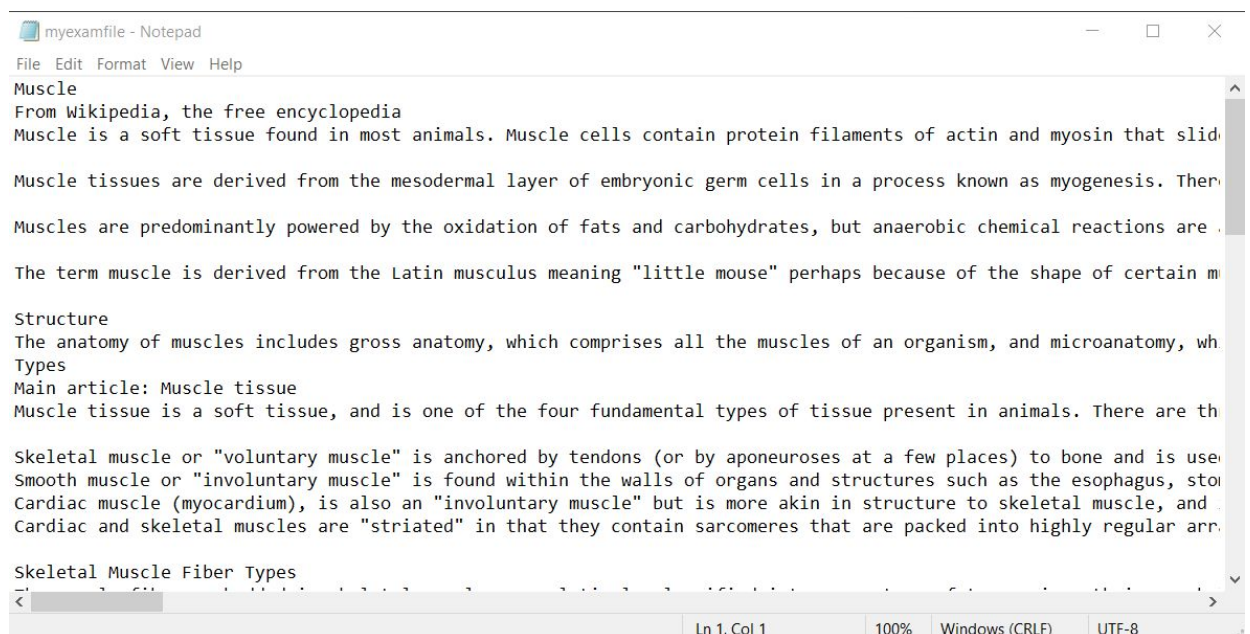 myexamfile - Notepad
File Edit Format View Help
Muscle
From Wikipedia, the free encyclopedia
Muscle is a soft tissue found in most animals. Muscle cells contain protein filaments of actin and myosin that
Muscle tissues are derived from the mesodermal layer of embryonic germ cells in a process known as myogenesis.
Muscles are predominantly powered by the oxidation of fats and carbohydrates, but anaerobic chemical reactions are
The term muscle is derived from the Latin musculus meaning "little mouse" perhaps because of the shape of certain
Structure
The anatomy of muscles includes gross anatomy, which comprises all the muscles of an organism, and microanatomy,
Types
Main article: Muscle tissue
Muscle tissue is a soft tissue, and is one of the four fundamental types of tissue present in animals. There are
Skeletal muscle or "voluntary muscle" is anchored by tendons (or by aponeuroses at a few places) to bone and is
Smooth muscle or "involuntary muscle" is found within the walls of organs and structures such as the esophagus,
Cardiac muscle (myocardium), is also an "involuntary muscle" but is more akin in structure to skeletal muscle, and
Cardiac and skeletal muscles are "striated" in that they contain sarcomeres that are packed into highly regular
Skeletal Muscle Fiber Types
Ln 1, Col 1 100% Windows (CRLF) UTF-8